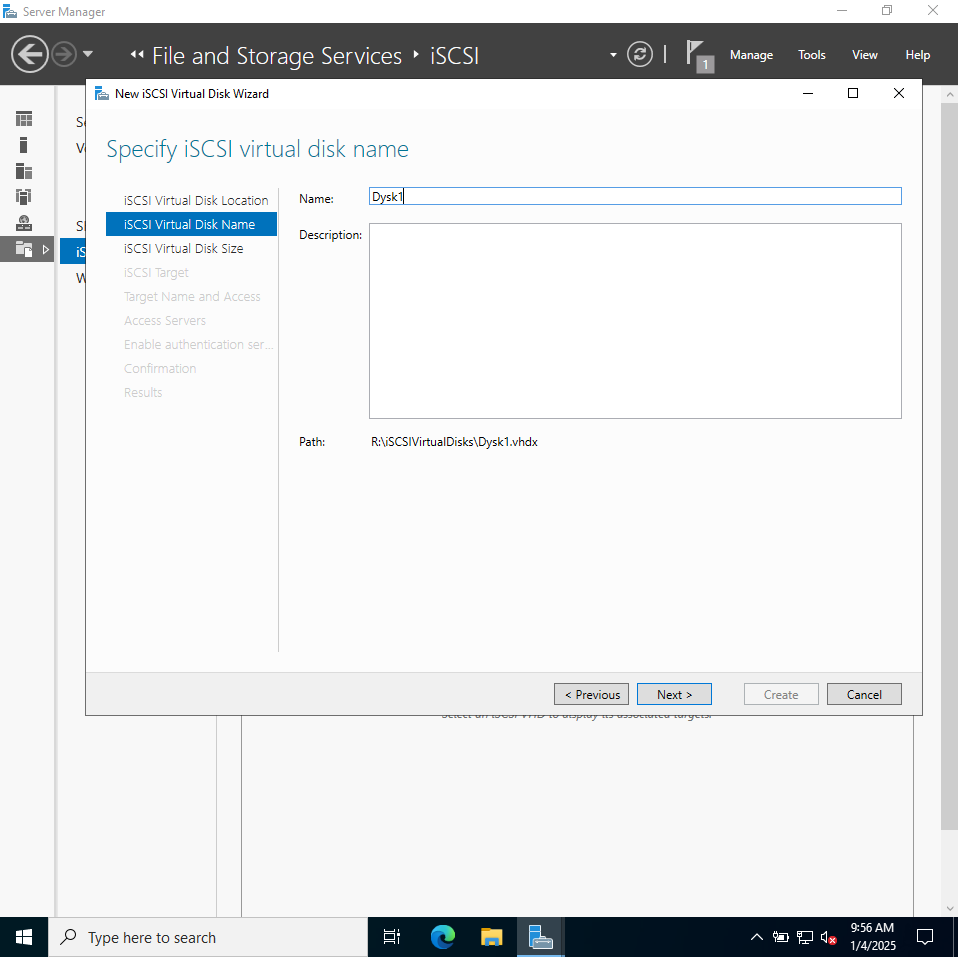 Server Manager
File and Storage Services
iSCSI
1
Manage
Tools
View
Help
New iSCSI Virtual Disk Wizard
Specify iSCSI virtual disk name
iSCSI Virtual Disk Location
iSCSI Virtual Disk Name
iSCSI Virtual Disk Size
iSCSI Target
Target Name and Access
Access Servers
Enable authentication ser...
Confirmation
Results
Name:
Dysk1
Description:
Path:
R:\iSCSIVirtualDisks\Dysk1.vhdx
< Previous
Next >
Create
Cancel
Select an iSCSI VHD to display its associated targets.
Type here to search
9:56 AM
1/4/2025